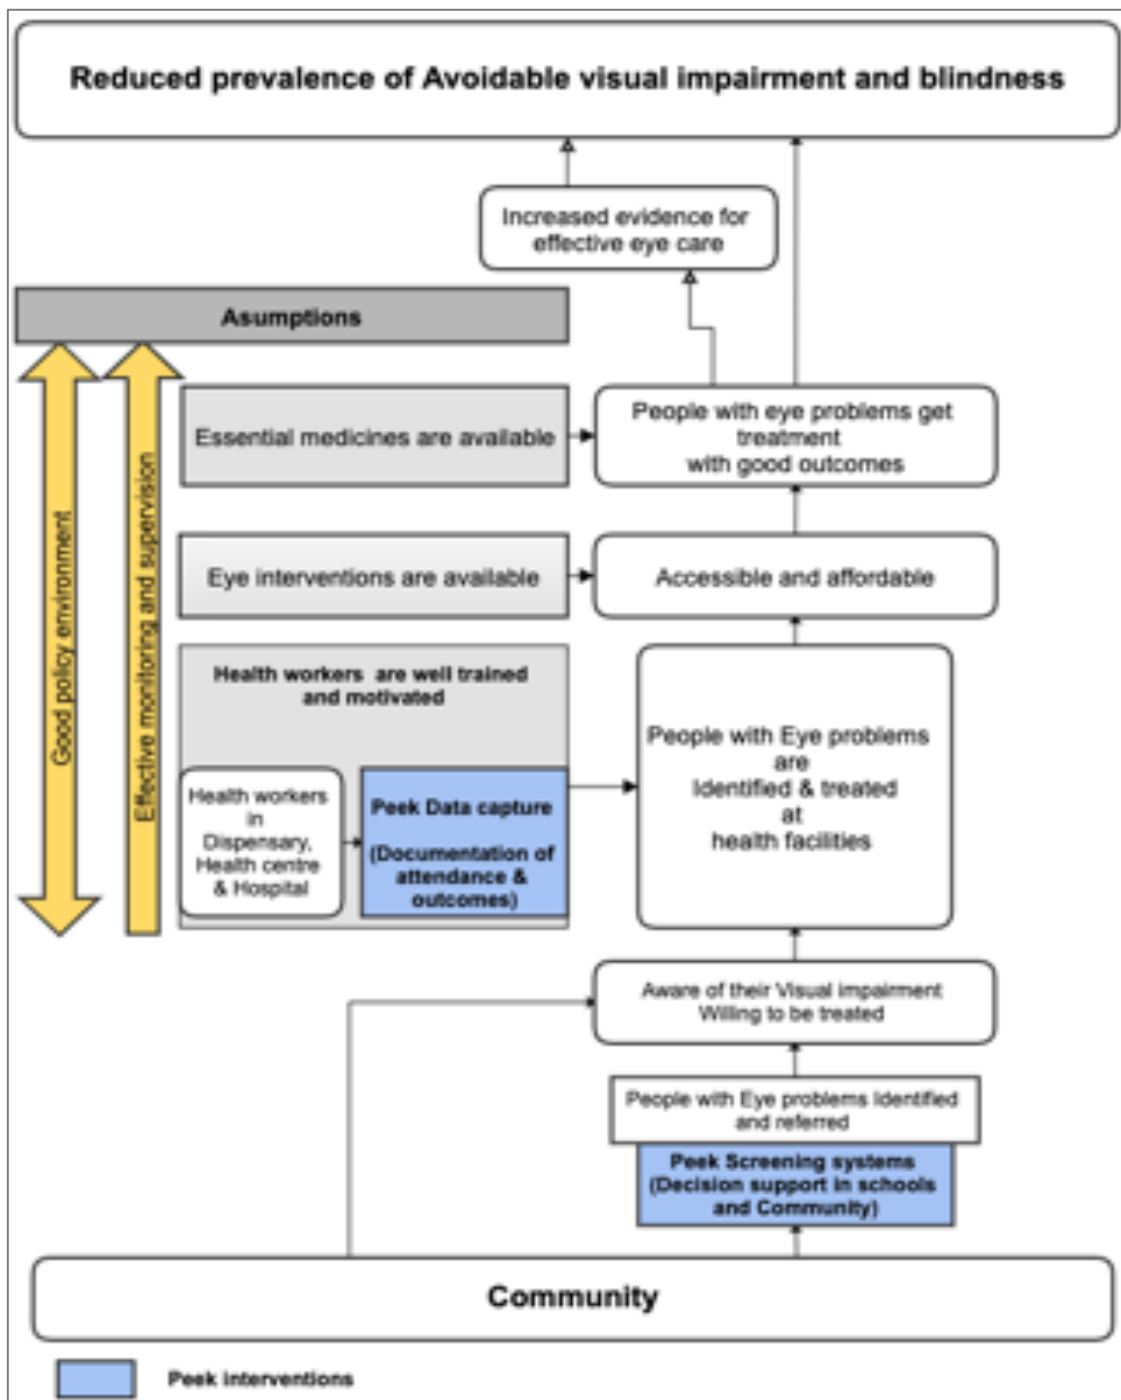 Reduced prevalence of Avoidable visual impairment and blindness
Increased evidence for
effective eye care
Asumptions
Good policy environment
Effective monitoring and supervision
Essential medicines are available
People with eye problems get
treatment
with good outcomes
Eye interventions are available
Accessible and affordable
Health workers are well trained
and motivated
Health workers
in
Dispensary,
Health centre
& Hospital
Peek Data capture
(Documentation of
attendance &
outcomes)
People with Eye problems
are
Identified & treated
at
health facilities
Aware of their Visual impairment
Willing to be treated
People with Eye problems Identified
and referred
Peek Screening systems
(Decision support in schools
and Community)
Community
Peek interventions